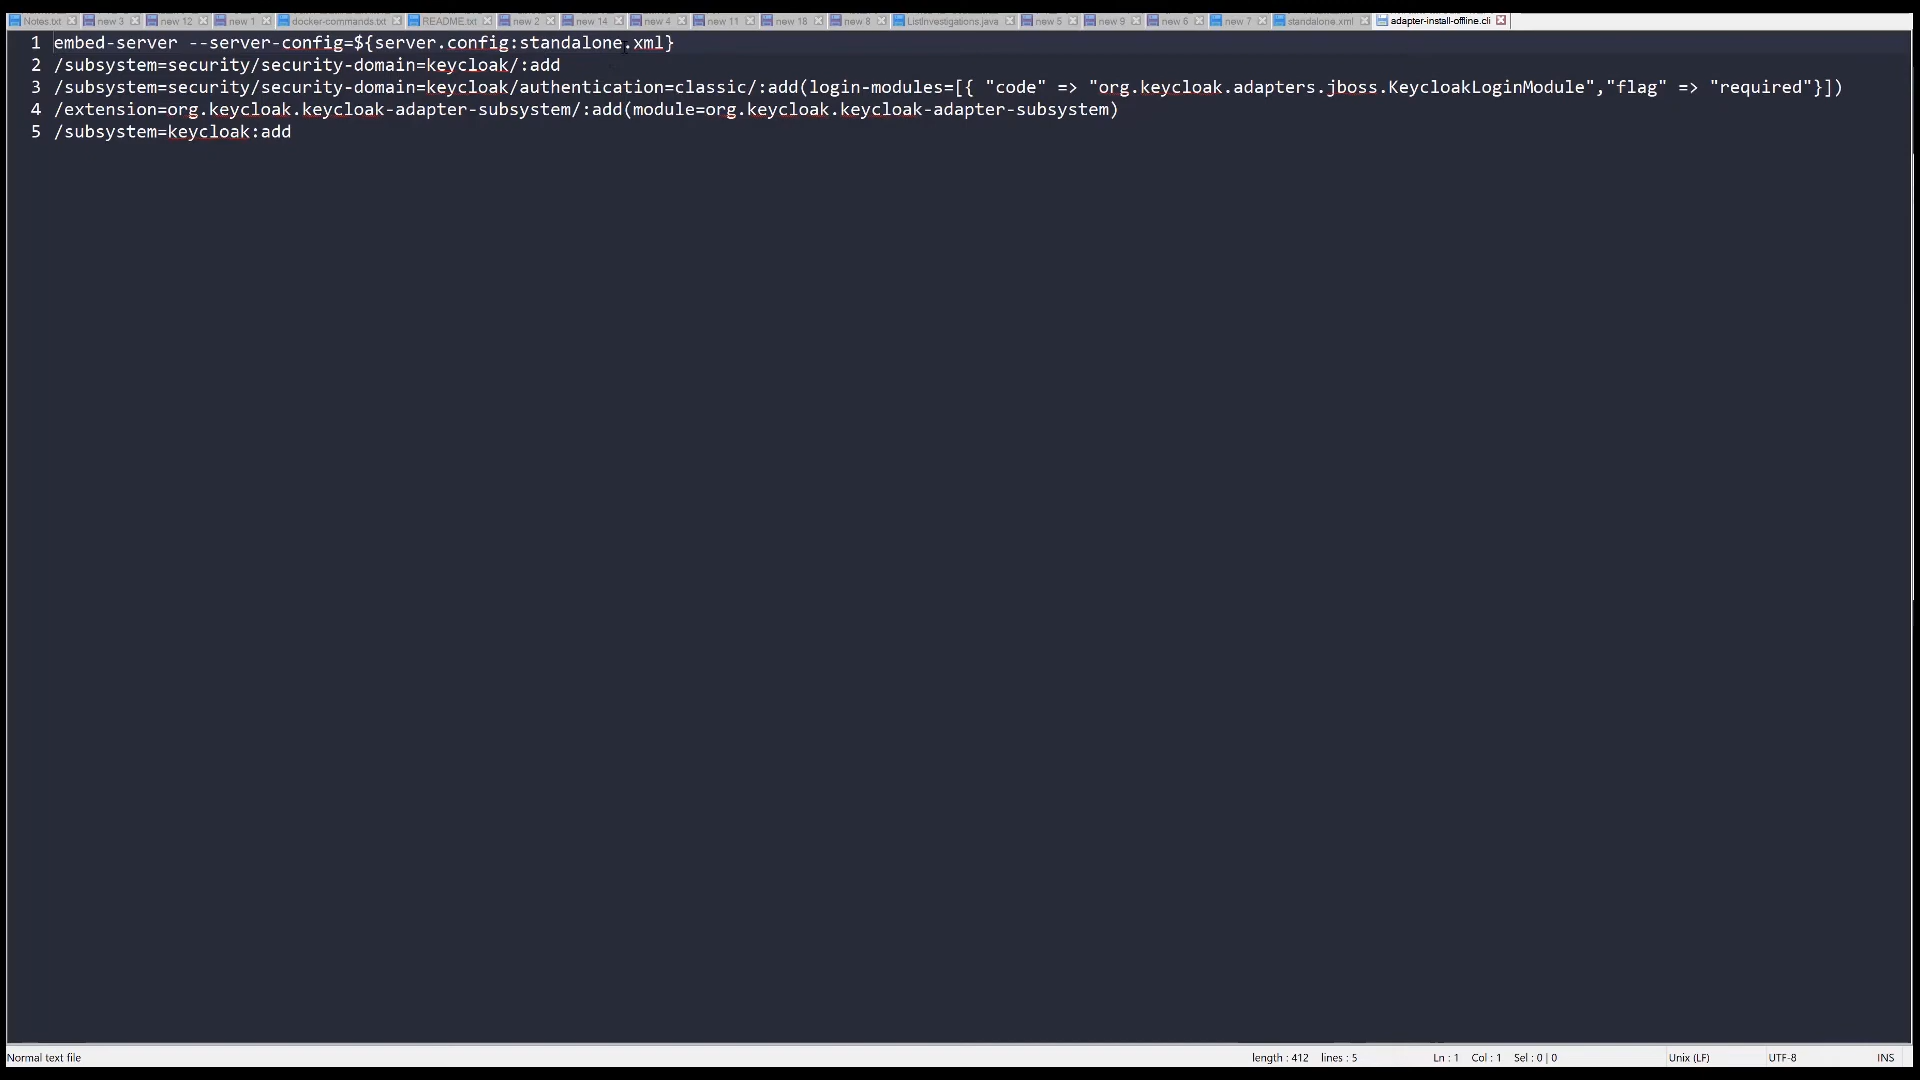 Notes.txt new 3 new 12 new 1 docker-commands.txt README.txt new 2 new 14 new 4 new 11 new 18 new 8 ListInvestigations.java new 5 new 9 new 6 new 7 standalone.xml adapter-install-offline.cli
1 embed-server --server-config=${server.config:standalone.xml}
2 /subsystem=security/security-domain=keycloak/:add
3 /subsystem=security/security-domain=keycloak/authentication=classic/:add(login-modules=[{ "code" => "org.keycloak.adapters.jboss.KeycloakLoginModule","flag" => "required"}])
4 /extension=org.keycloak.keycloak-adapter-subsystem/:add(module=org.keycloak.keycloak-adapter-subsystem)
5 /subsystem=keycloak:add
Normal text file length : 412 lines : 5 Ln : 1 Col : 1 Sel : 0 | 0 Unix (LF) UTF-8 INS